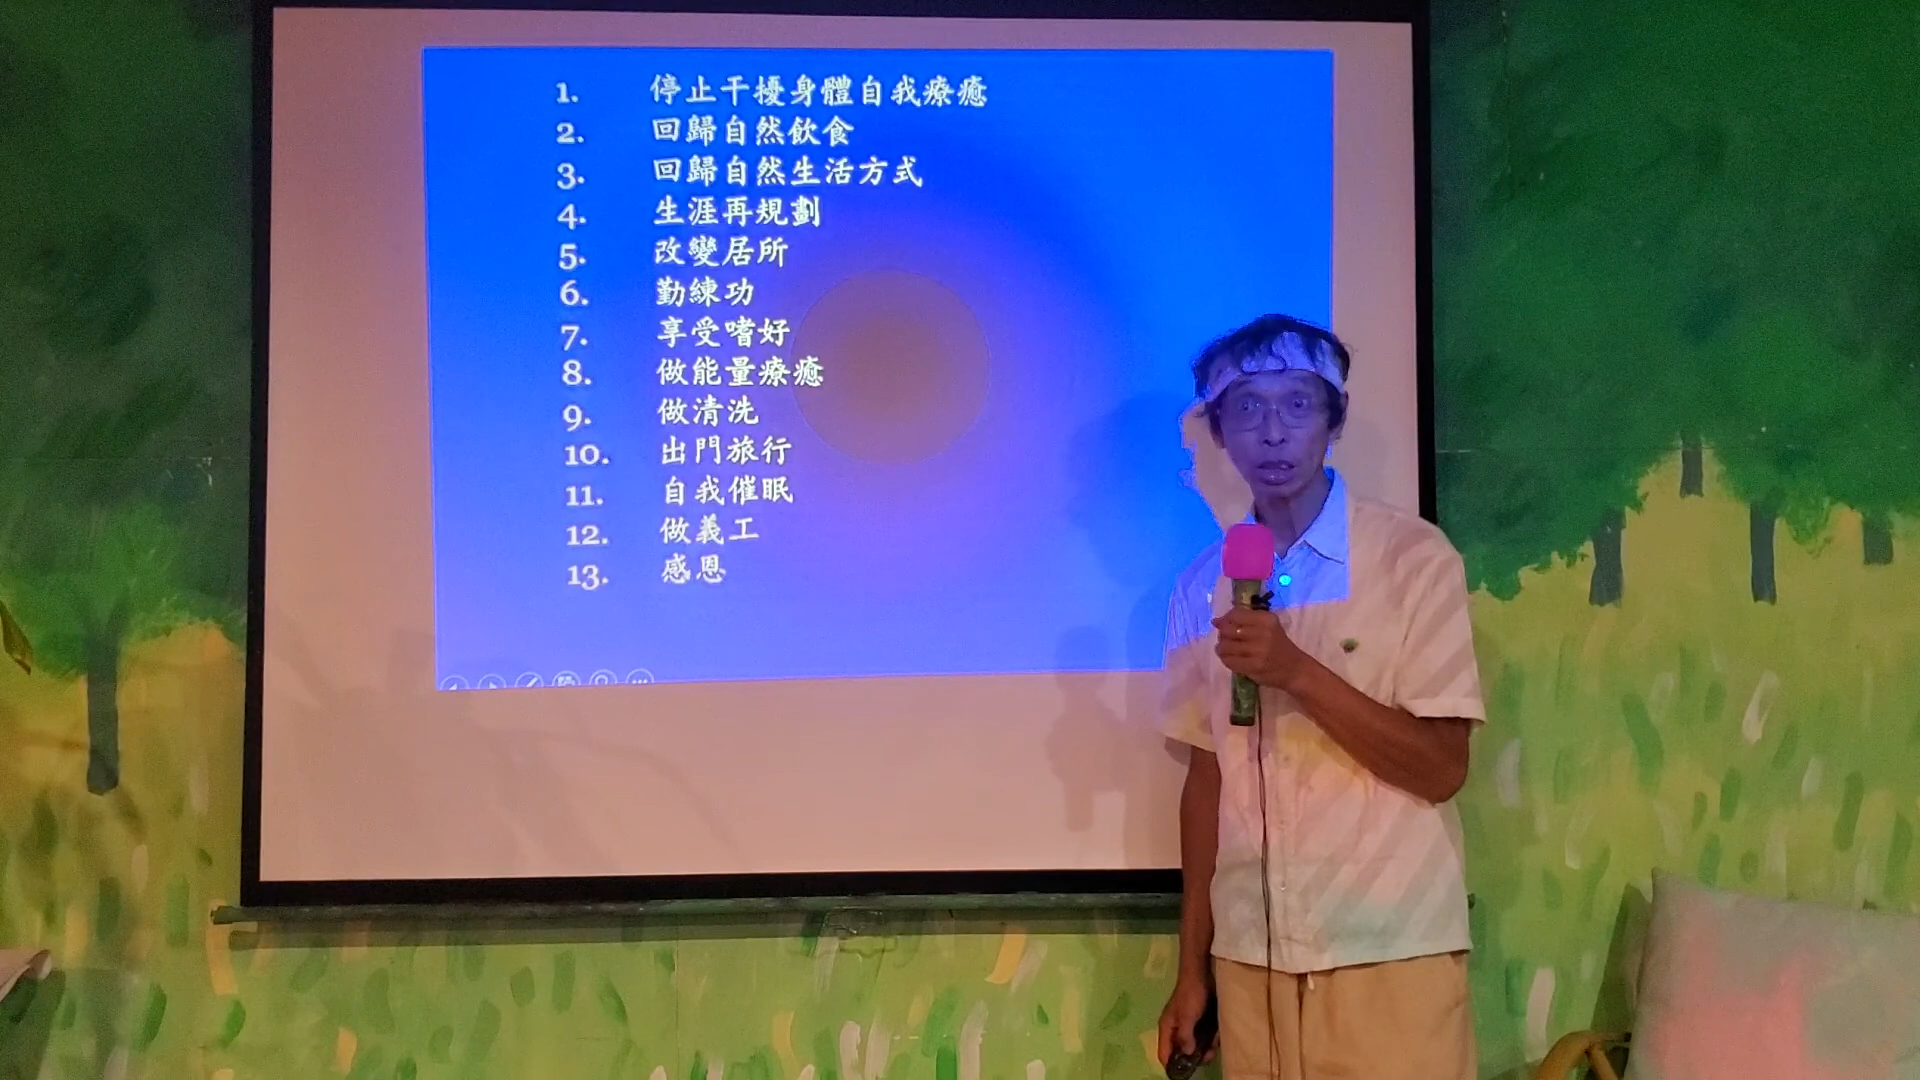 1. 停止干擾身體自我療癒
2. 回歸自然飲食
3. 回歸自然生活方式
4. 生涯再規劃
5. 改變居所
6. 勤練功
7. 享受嗜好
8. 做能量療癒
9. 做清洗
10. 出門旅行
11. 自我催眠
12. 做義工
13. 感恩